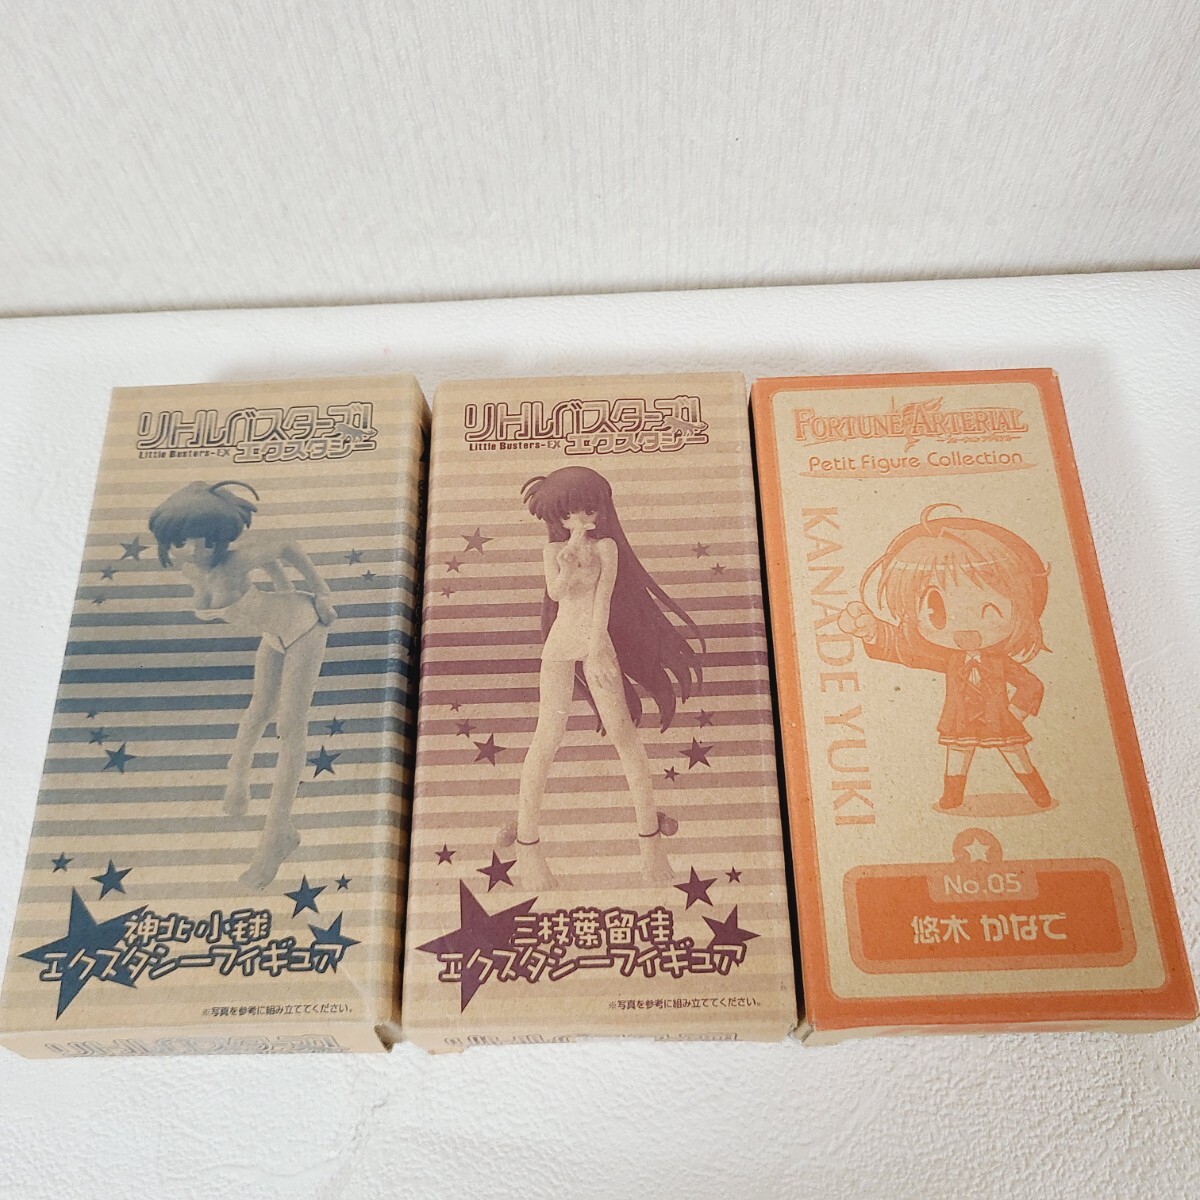 リトルバスターズ!
Little Busters-EX エクスタシー
神北 小毬
エクスタシーフィギュア
※写真を参考に組み立ててください。
リトルバスターズ!
Little Busters-EX エクスタシー
三枝葉留佳
エクスタシーフィギュア
※写真を参考に組み立ててください。
FORTUNE ARTERIAL
Petit Figure Collection
KANADE YUKI
No.05
悠木 かなで